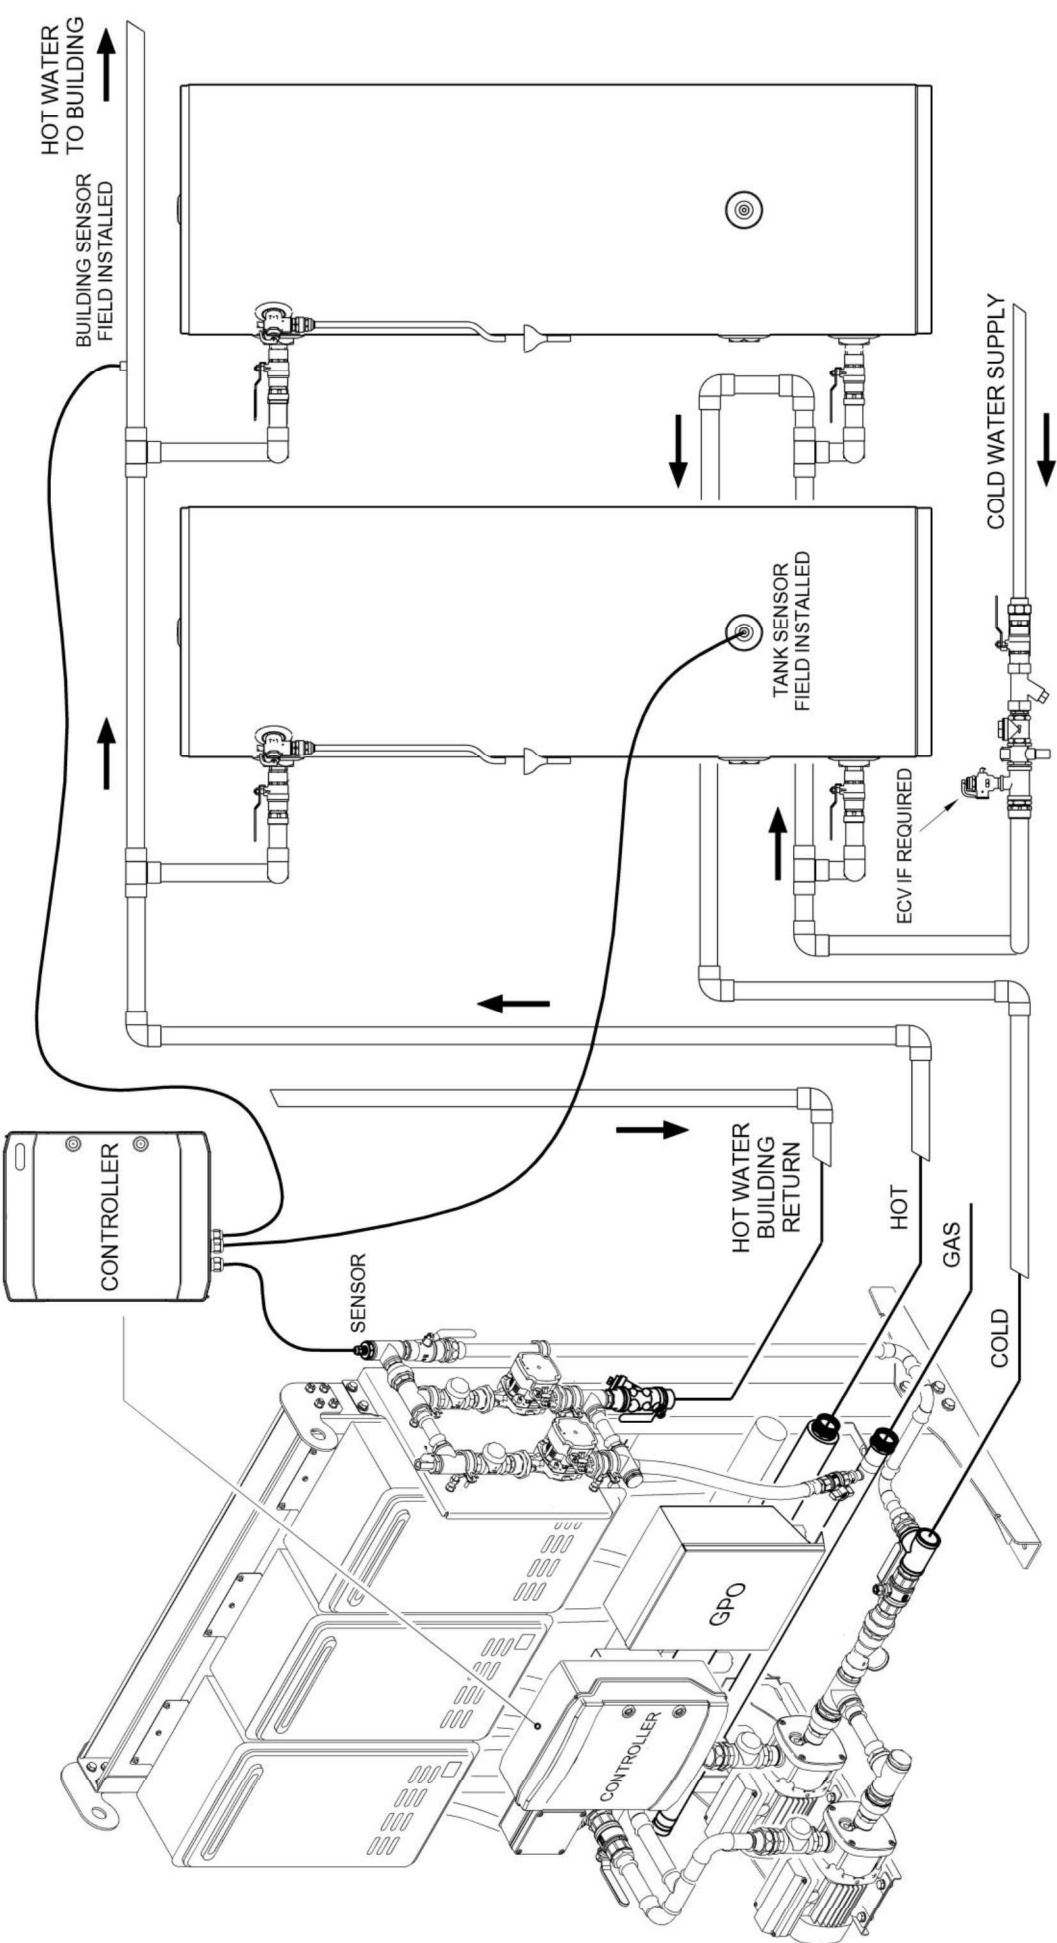 HOT WATER
TO BUILDING
BUILDING SENSOR
FIELD INSTALLED
COLD WATER SUPPLY
TANK SENSOR
FIELD INSTALLED
ECV IF REQUIRED
CONTROLLER
SENSOR
HOT WATER
BUILDING
RETURN
HOT
GAS
COLD
GPO
CONTROLLER